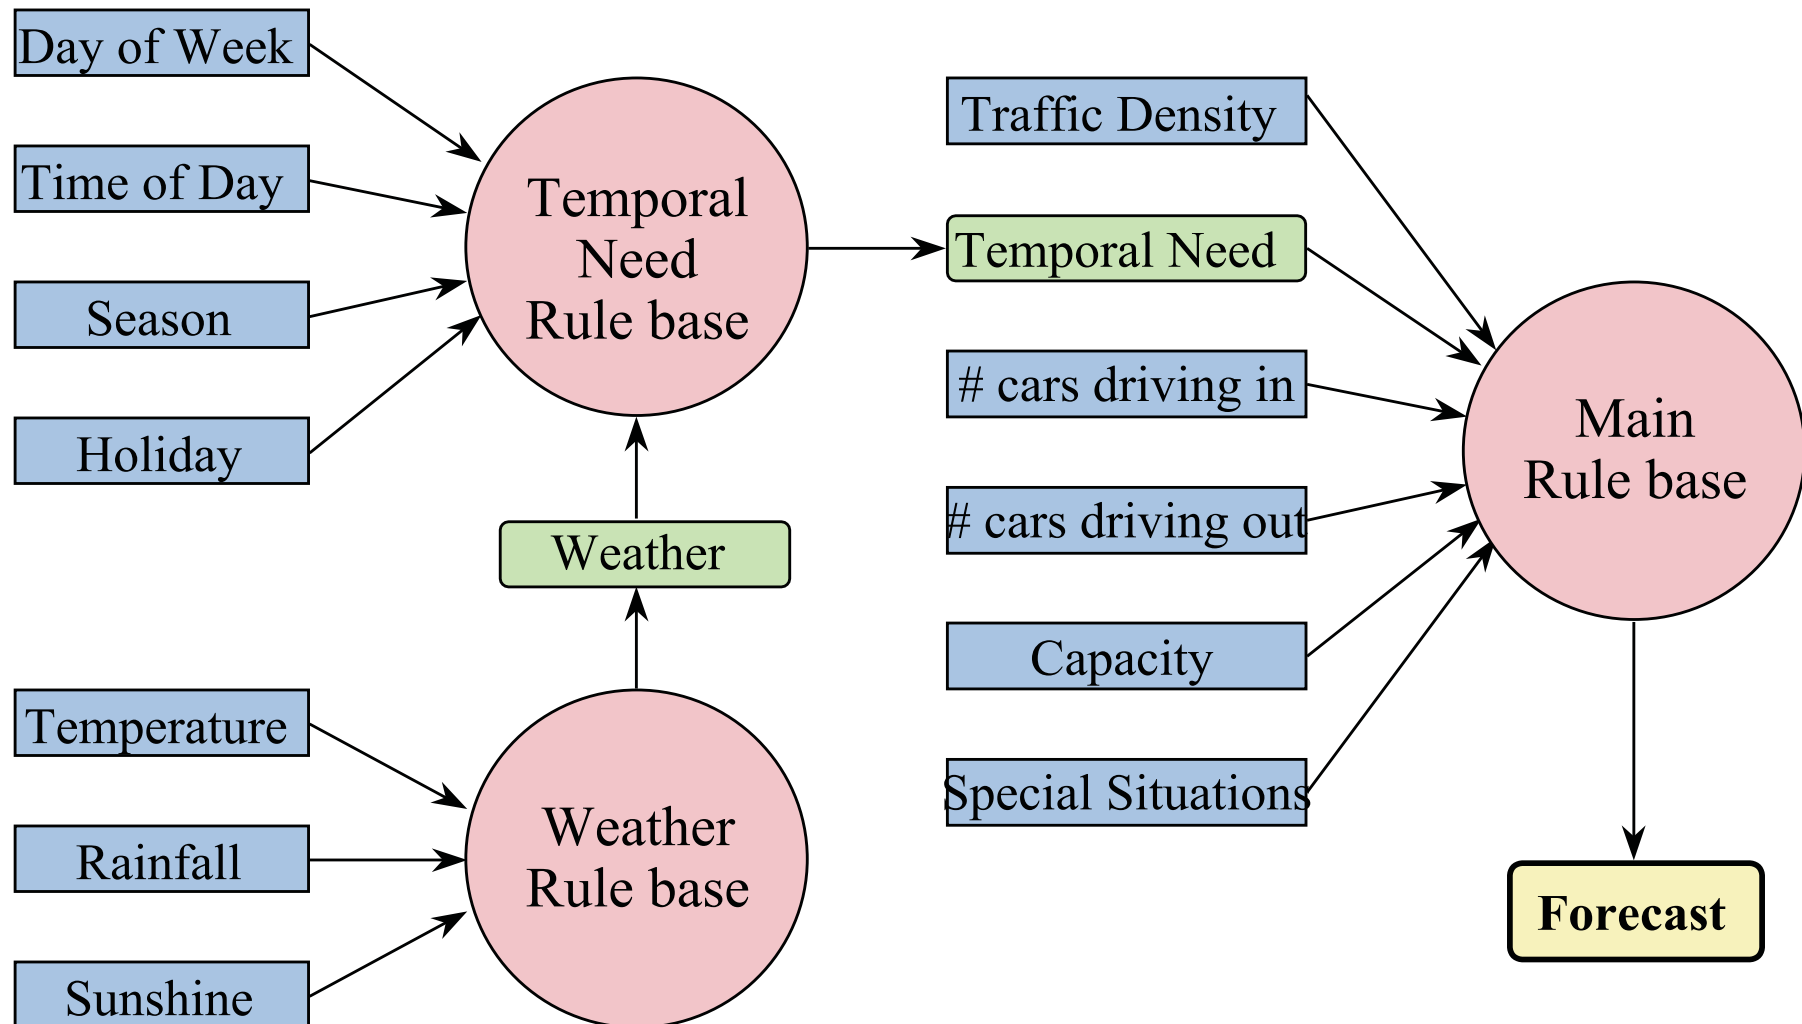 Day of Week
Time of Day
Season
Holiday
Temporal
Need
Rule base
Weather
Temperature
Rainfall
Sunshine
Weather
Rule base
Traffic Density
Temporal Need
# cars driving in
# cars driving out
Capacity
Special Situations
Main
Rule base
Forecast